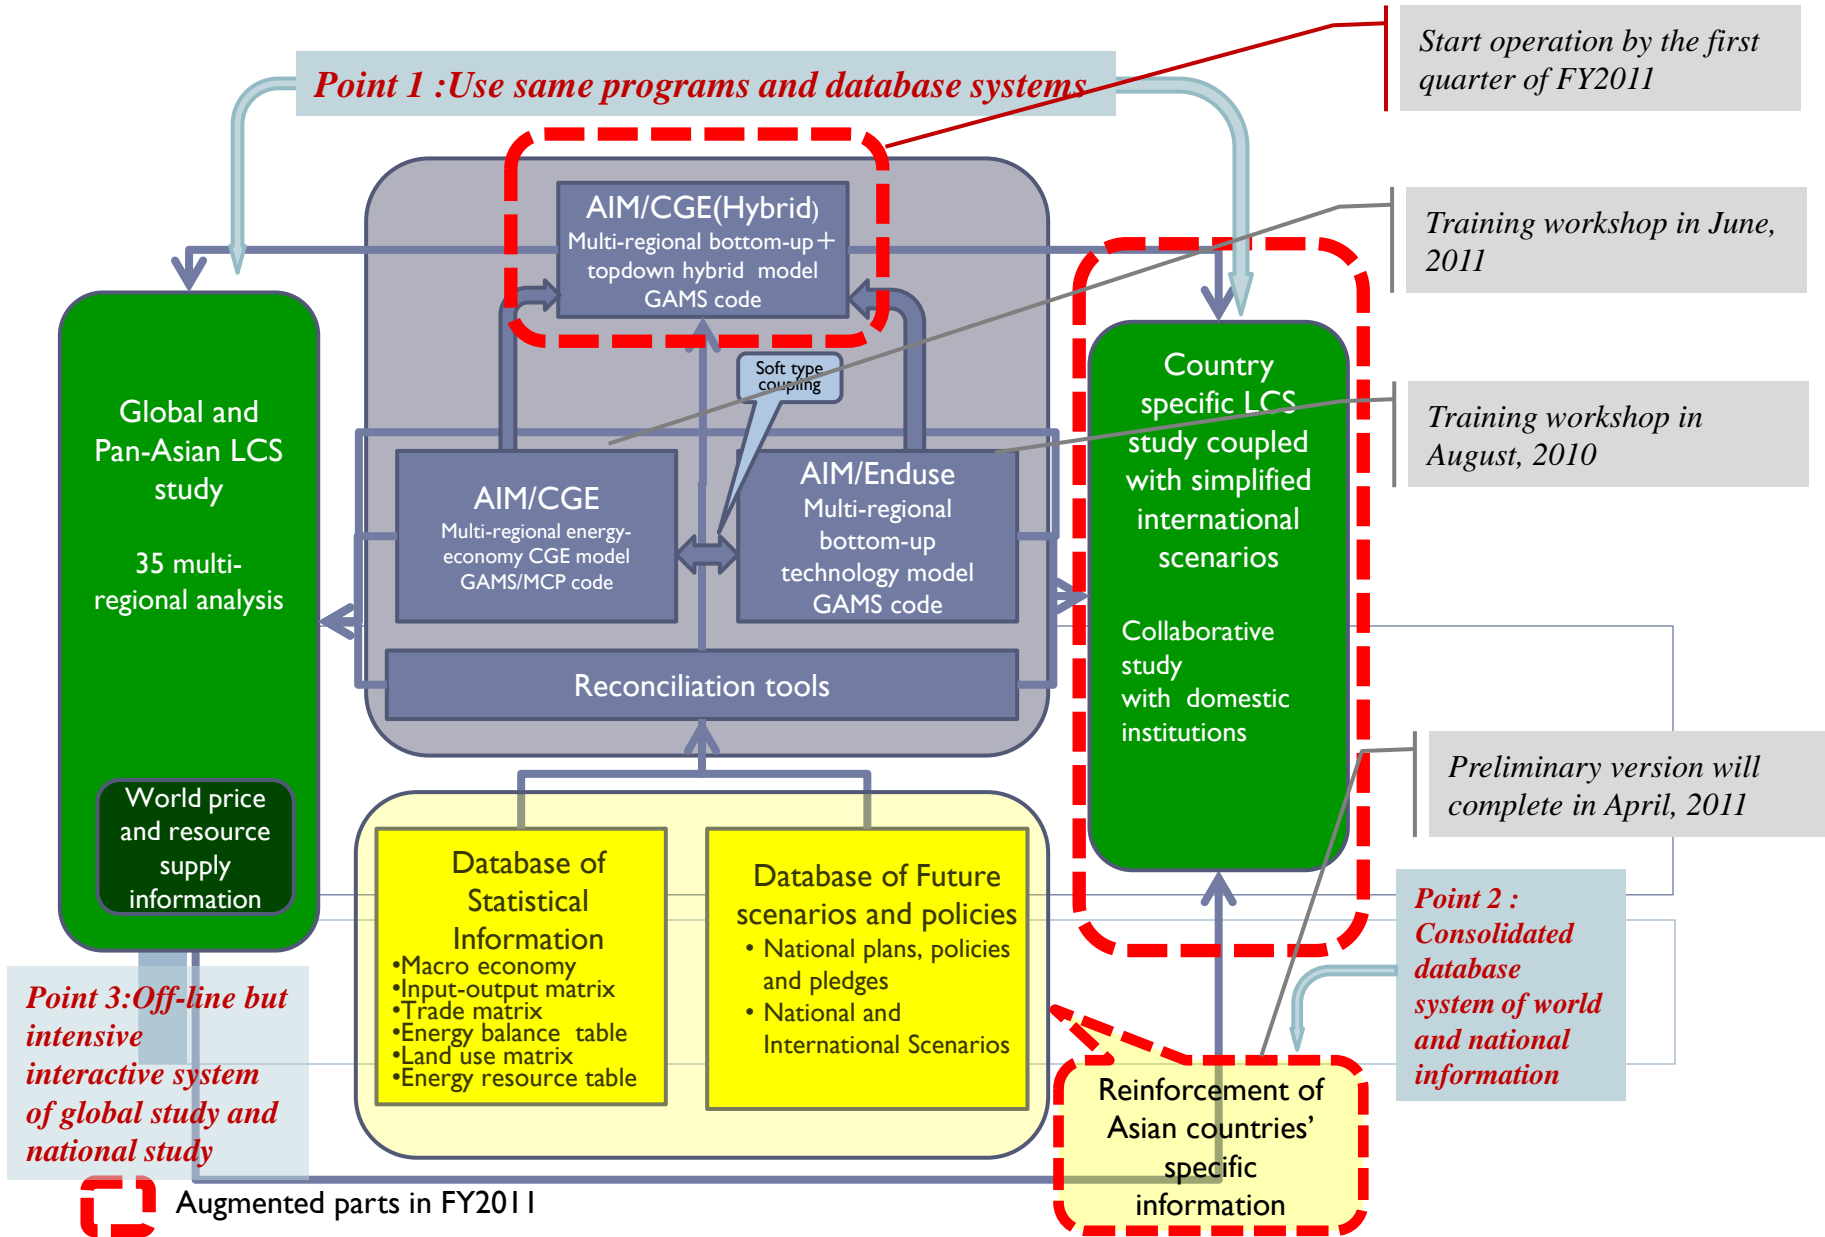 Point 1 :Use same programs and database systems
Start operation by the first
quarter of FY2011
AIM/CGE(Hybrid)
Multi-regional bottom-up+
topdown hybrid model
GAMS code
Training workshop in June,
2011
Soft type
coupling
Global and
Pan-Asian LCS
study
35 multi-
regional analysis
Country
specific LCS
study coupled
with simplified
international
scenarios
Collaborative
study
with domestic
institutions
Training workshop in
August, 2010
AIM/CGE
Multi-regional energy-
economy CGE model
GAMS/MCP code
AIM/Enduse
Multi-regional
bottom-up
technology model
GAMS code
Reconciliation tools
World price
and resource
supply
information
Preliminary version will
complete in April, 2011
Database of
Statistical
Information
•Macro economy
•Input-output matrix
•Trade matrix
•Energy balance table
•Land use matrix
•Energy resource table
Database of Future
scenarios and policies
• National plans, policies
and pledges
• National and
International Scenarios
Point 2 :
Consolidated
database
system of world
and national
information
Point 3:Off-line but
intensive
interactive system
of global study and
national study
Reinforcement of
Asian countries’
specific
information
Augmented parts in FY2011